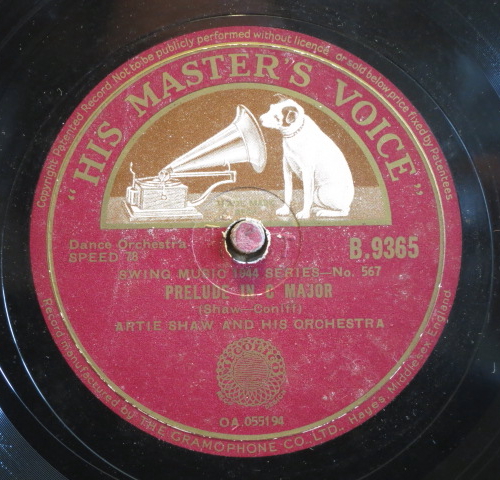 Copyright Patented Record Not to be publicly performed without licence or sold below price fixed by Patentees
"HIS MASTER'S VOICE"
Dance Orchestra
SPEED 78
B.9365
SWING MUSIC 1944 SERIES—No. 567
PRELUDE IN C MAJOR
(Shaw—Coniff)
ARTIE SHAW AND HIS ORCHESTRA
OA.055194
Record manufactured by THE GRAMOPHONE CO., LTD., Hayes, Middlesex, England